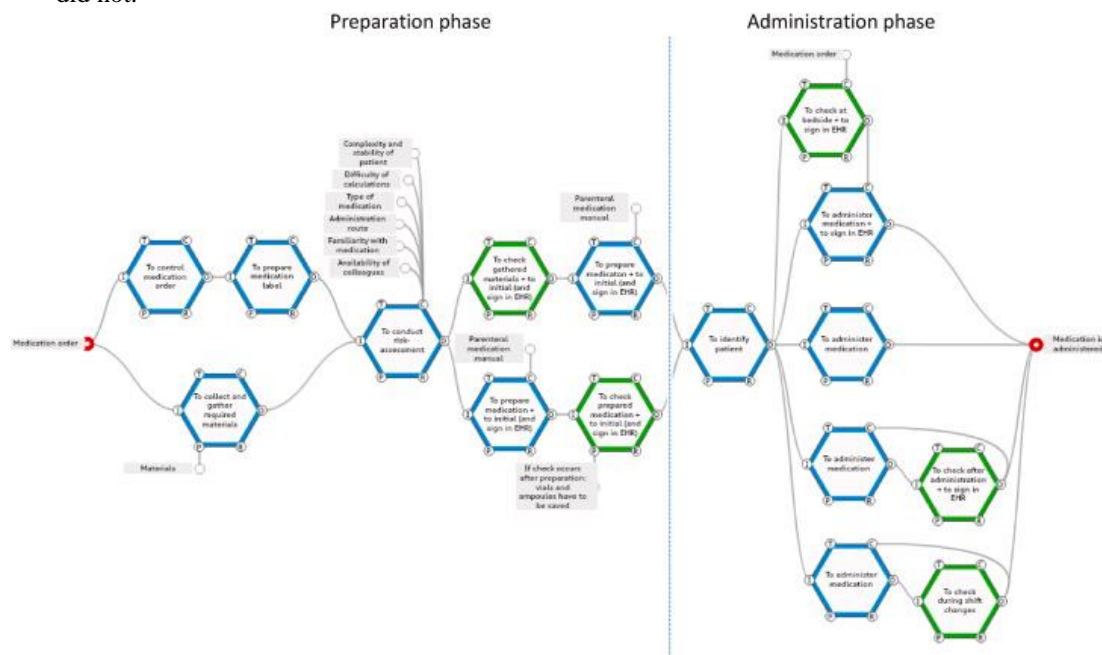 did not.
Preparation phase
Administration phase
Medication order
T
C
To check at
bedside + to
sign in EHR
I
O
P
R
Complexity and
stability of
patient
Difficulty of
calculations
Type of
medication
Administration
route
Familiarity with
medication
Availability of
colleagues
Parenteral
medication
manual
T
C
To administer
medication +
to sign in EHR
I
O
P
R
T
C
To control
medication
order
I
O
P
R
T
C
To prepare
medication
label
I
O
P
R
T
C
To check
gathered
materials + to
initial (and
sign in EHR)
I
O
P
R
T
C
To prepare
medicaton + to
initial (and
sign in EHR)
I
O
P
R
Medication order
T
C
To conduct
risk-
assessment
I
O
P
R
Parenteral
medication
manual
T
C
To identify
patient
I
O
P
R
T
C
To administer
medication
I
O
P
R
Medication is
administered
T
C
To collect and
gather
required
materials
I
O
P
R
Materials
T
C
To prepare
medication +
to initial (and
sign in EHR)
I
O
P
R
T
C
To check
prepared
medication +
to initial (and
sign in EHR)
I
O
P
R
If check occurs
after preparation;
vials and
ampoules have to
be saved
T
C
To administer
medication
I
O
P
R
T
C
To check after
administration
+ to sign in
EHR
I
O
P
R
T
C
To administer
medication
I
O
P
R
T
C
To check
during shift
changes
I
O
P
R